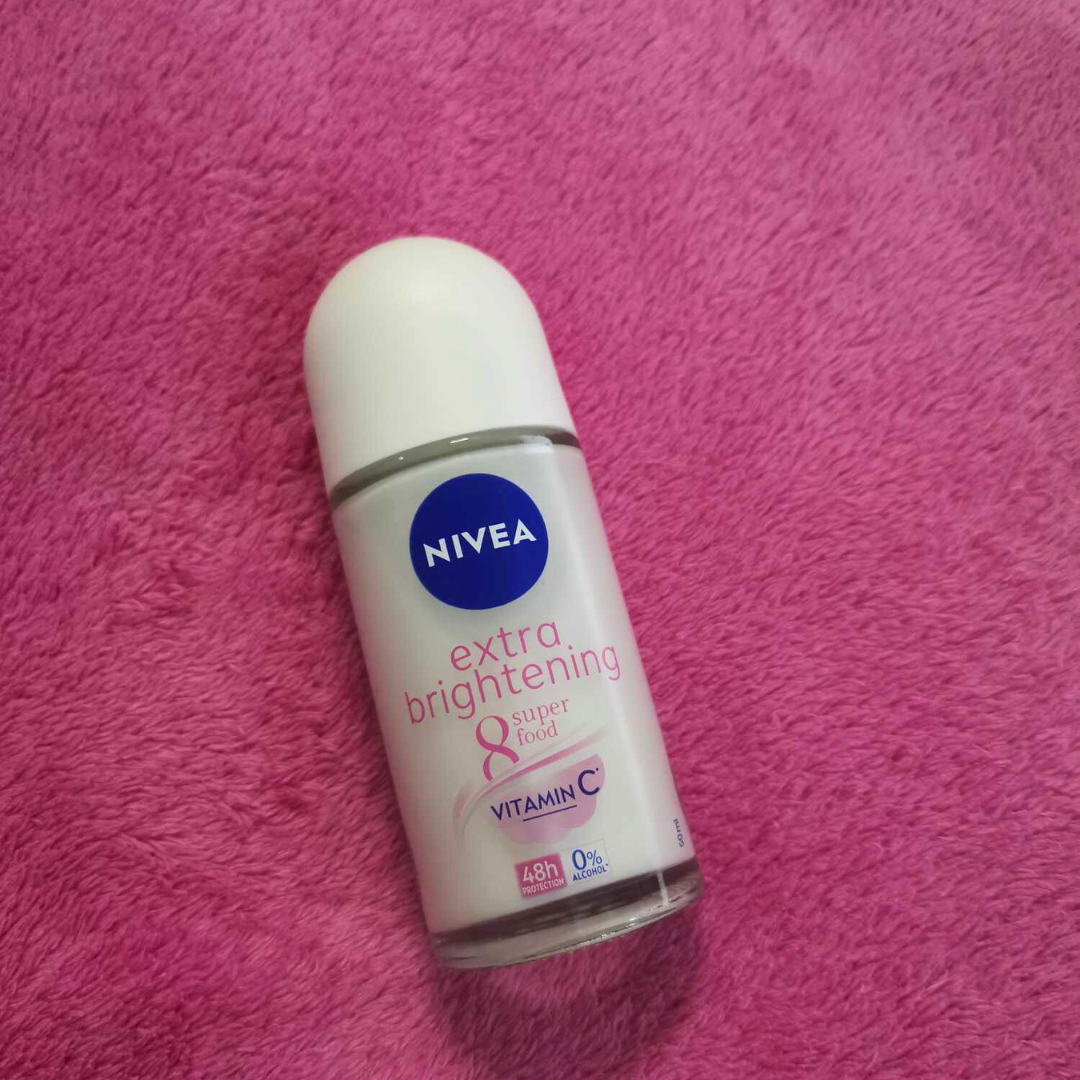 NIVEA
extra
brightening
8 super
food
VITAMIN C*
48h
PROTECTION
0%
ALCOHOL*
50ml